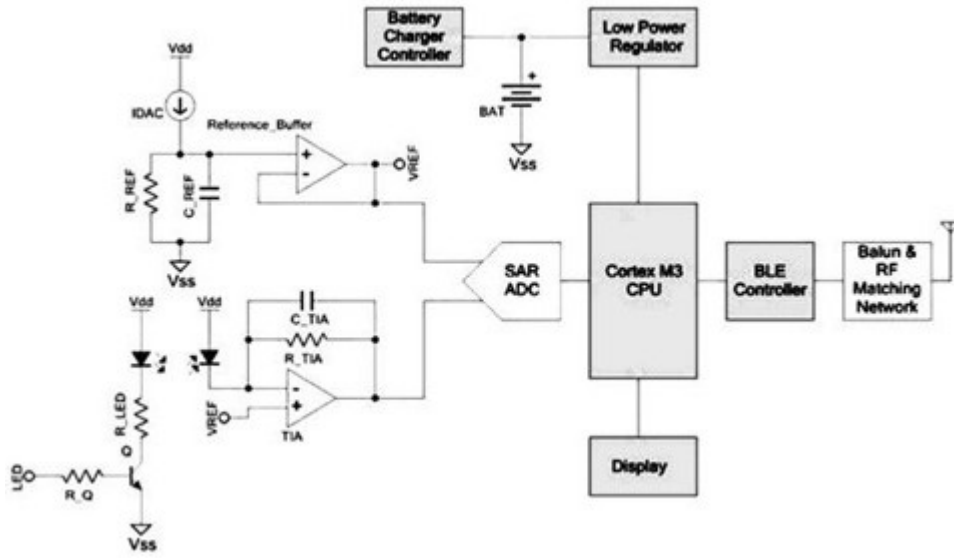 Battery
Charger
Controller
Low Power
Regulator
Vdd
IDAC
+
BAT
Vss
Reference_Buffer
+
-
VREF
R_REF
C_REF
Vss
SAR
ADC
Cortex M3
CPU
BLE
Controller
Balun &
RF
Matching
Network
Vdd
Vdd
C_TIA
R_TIA
-
+
TIA
VREF
R_LED
Q
LED
R_Q
Vss
Display